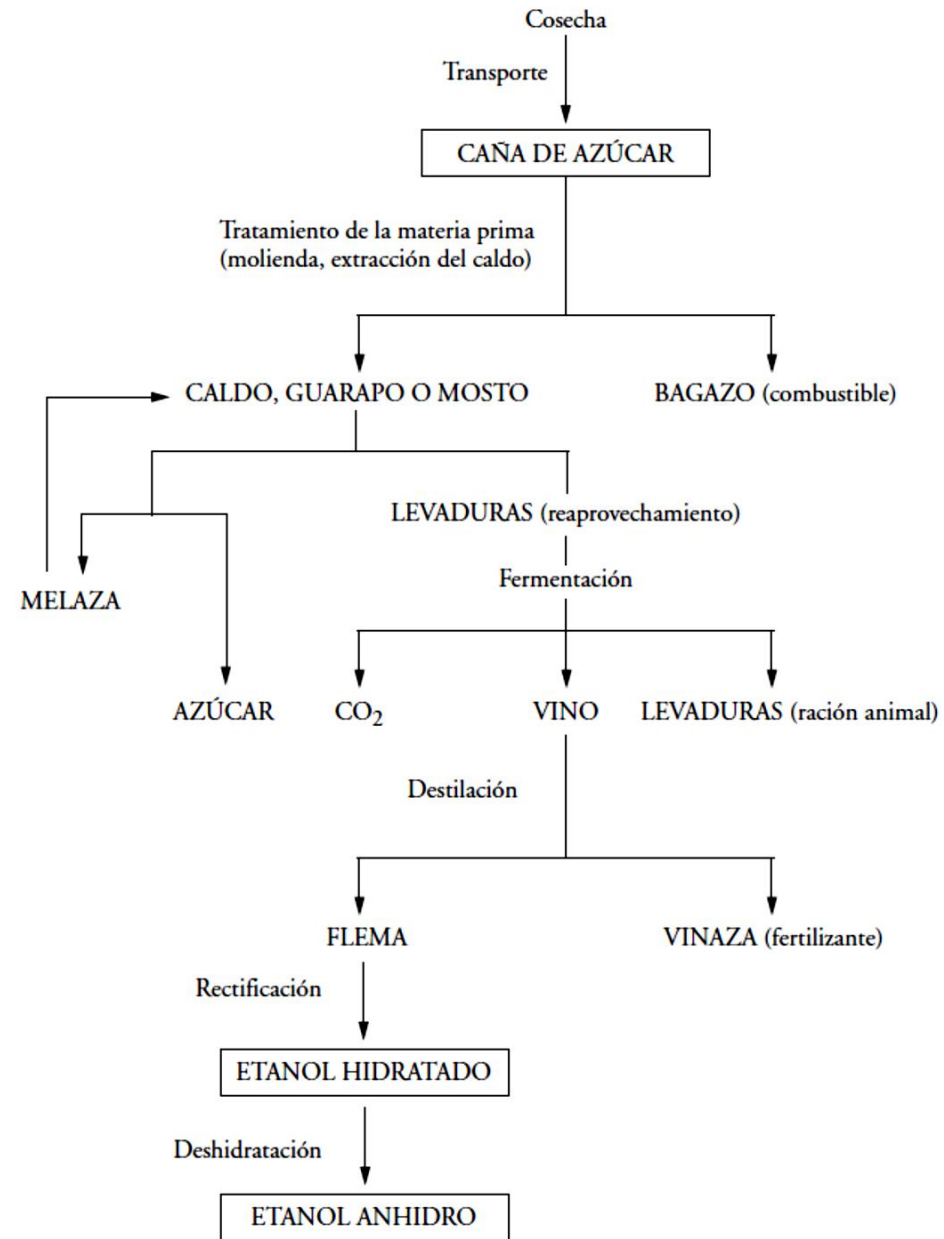 Cosecha
Transporte
CAÑA DE AZÚCAR
Tratamiento de la materia prima
(molienda, extracción del caldo)
CALDO, GUARAPO O MOSTO
BAGAZO (combustible)
LEVADURAS (reaprovechamiento)
Fermentación
MELAZA
AZÚCAR
CO₂
VINO
LEVADURAS (ración animal)
Destilación
FLEMA
VINAZA (fertilizante)
Rectificación
ETANOL HIDRATADO
Deshidratación
ETANOL ANHIDRO